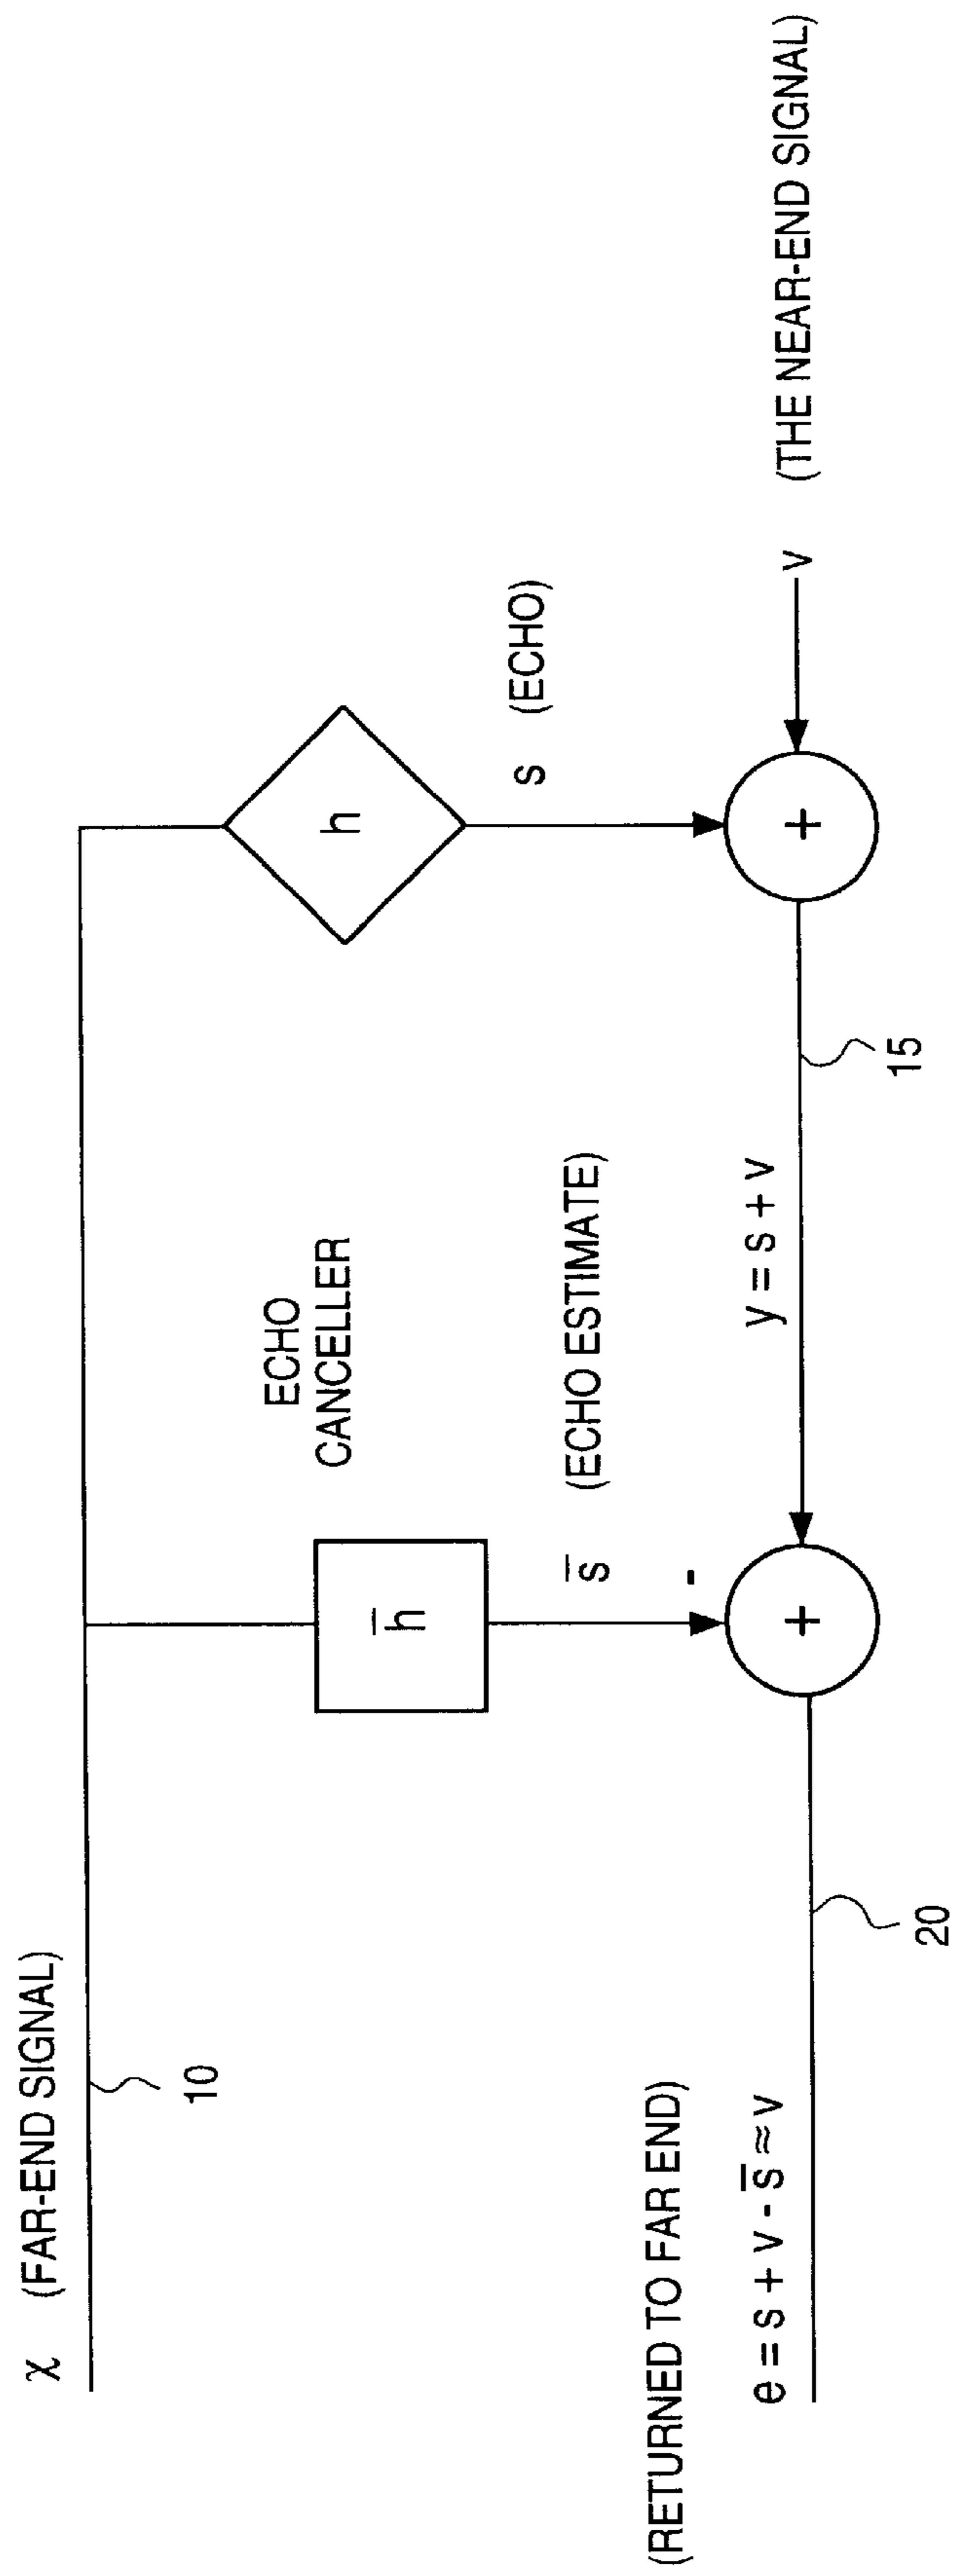 χ (FAR-END SIGNAL)
10
ECHO
CANCELLER
h̅
h
s̅ (ECHO ESTIMATE)
s (ECHO)
-
(RETURNED TO FAR END)
e = s + v - s̅ ≈ v
+
y = s + v
+
v (THE NEAR-END SIGNAL)
20
15